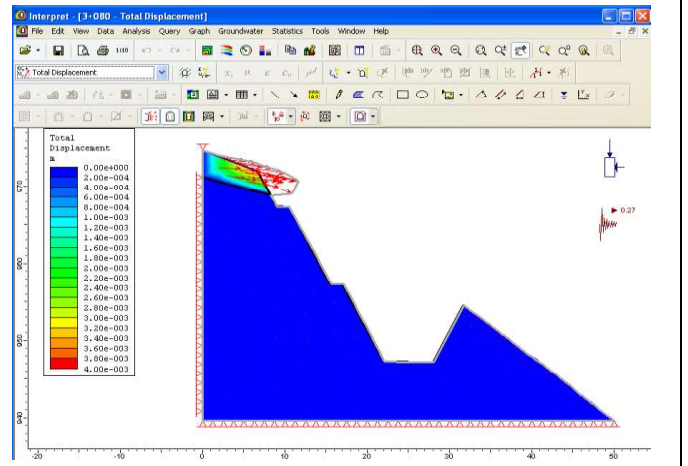 Interpret - [3+080 - Total Displacement]
File Edit View Data Analysis Query Graph Groundwater Statistics Tools Window Help
1:10
Total Displacement
Total
Displacement
m
0.00e+000
2.00e-004
4.00e-004
6.00e-004
8.00e-004
1.00e-003
1.20e-003
1.40e-003
1.60e-003
1.80e-003
2.00e-003
2.20e-003
2.40e-003
2.60e-003
2.80e-003
3.00e-003
3.20e-003
3.40e-003
3.60e-003
3.80e-003
4.00e-003
0.27
970
960
950
940
-20 -10 0 10 20 30 40 50